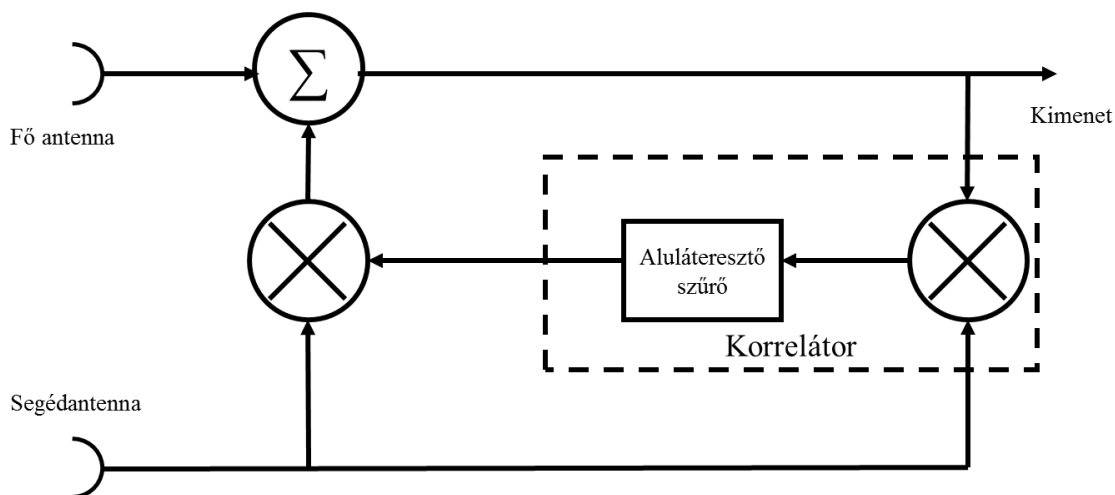 Σ
Fő antenna
Kimenet
Aluláteresztő
szűrő
Korrelátor
Segédantenna